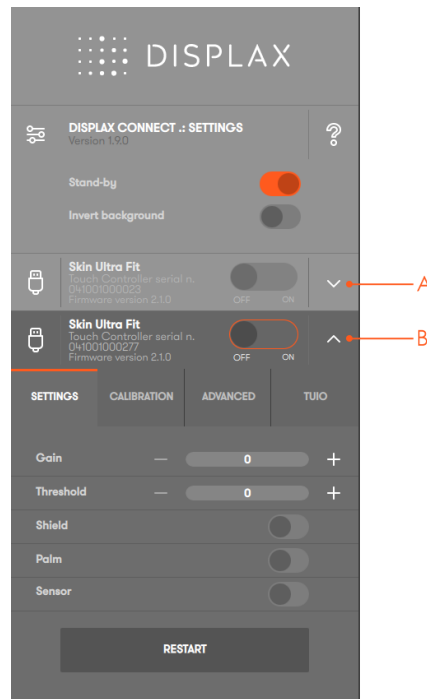 DISPLAX
DISPLAX CONNECT .: SETTINGS
Version 1.9.0
Stand-by
Invert background
Skin Ultra Fit
Touch Controller serial n.
041001000023
Firmware version 2.1.0
OFF ON
A
Skin Ultra Fit
Touch Controller serial n.
041001000277
Firmware version 2.1.0
OFF ON
B
SETTINGS CALIBRATION ADVANCED TUIO
Gain — 0 +
Threshold — 0 +
Shield
Palm
Sensor
RESTART